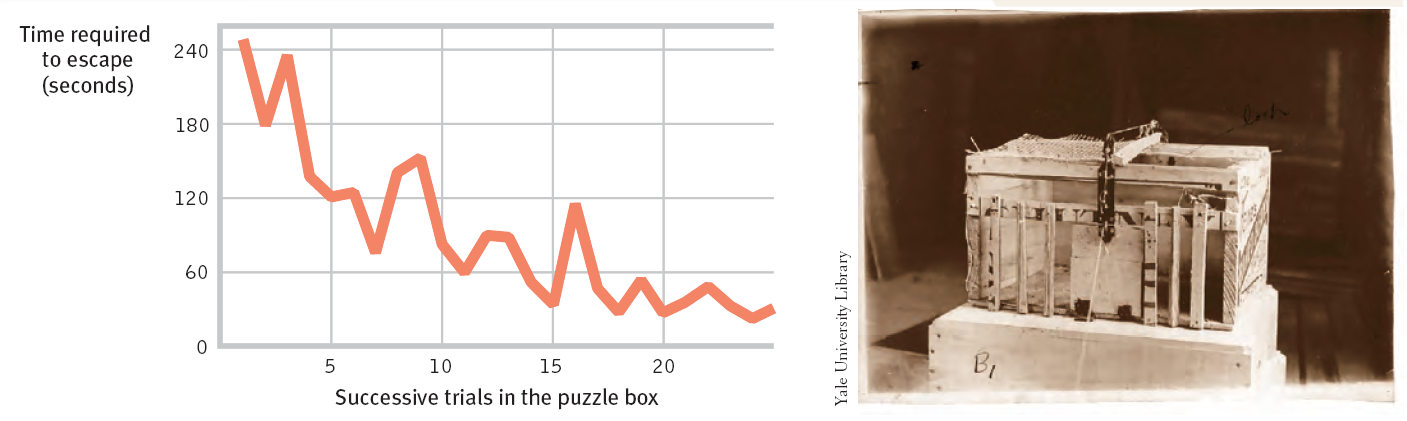 Time required
to escape
(seconds)
240
180
120
60
0
5 10 15 20
Successive trials in the puzzle box
Yale University Library
B1